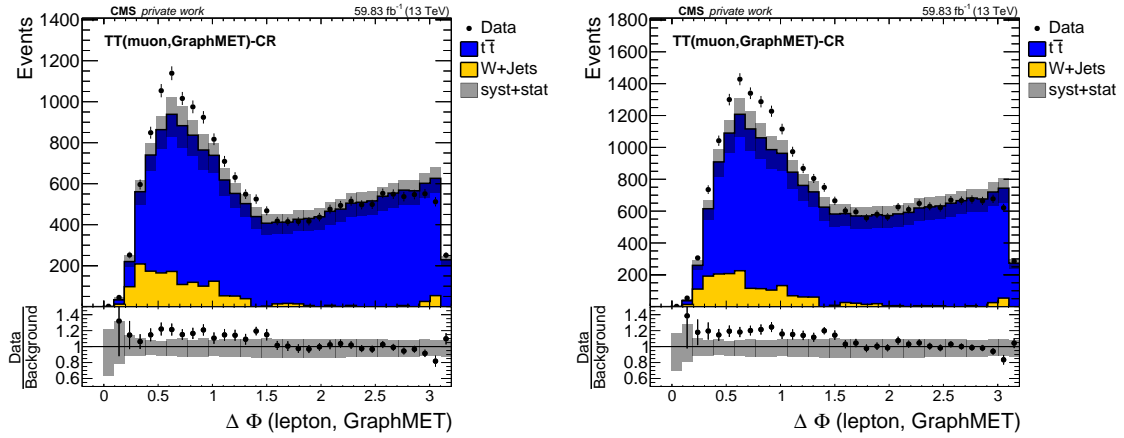 CMS private work 59.83 fb⁻¹ (13 TeV)
Events
1400
1200
1000
800
600
400
200
TT(muon,GraphMET)-CR
Data
tt̅
W+Jets
syst+stat
Data
Background
1.4
1.2
1
0.8
0.6
0 0.5 1 1.5 2 2.5 3
Δ Φ (lepton, GraphMET)
CMS private work 59.83 fb⁻¹ (13 TeV)
Events
1800
1600
1400
1200
1000
800
600
400
200
TT(muon,GraphMET)-CR
Data
tt̅
W+Jets
syst+stat
Data
Background
1.4
1.2
1
0.8
0.6
0 0.5 1 1.5 2 2.5 3
Δ Φ (lepton, GraphMET)